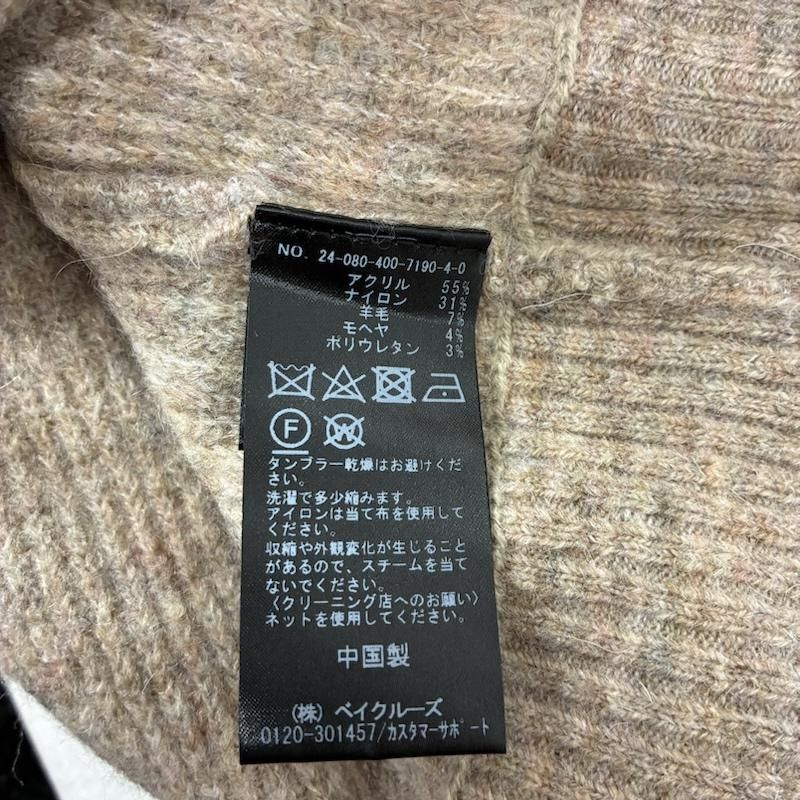 NO. 24-080-400-7190-4-0
アクリル 55%
ナイロン 31%
羊毛 7%
モヘヤ 4%
ポリウレタン 3%
F W
タンブラー乾燥はお避けくだ
さい。
洗濯で多少縮みます。
アイロンは当て布を使用して
ください。
収縮や外観変化が生じること
があるので、スチームを当て
ないでください。
〈クリーニング店へのお願い〉
ネットを使用してください。
中国製
(株) ベイクルーズ
0120-301457/カスタマーサポート